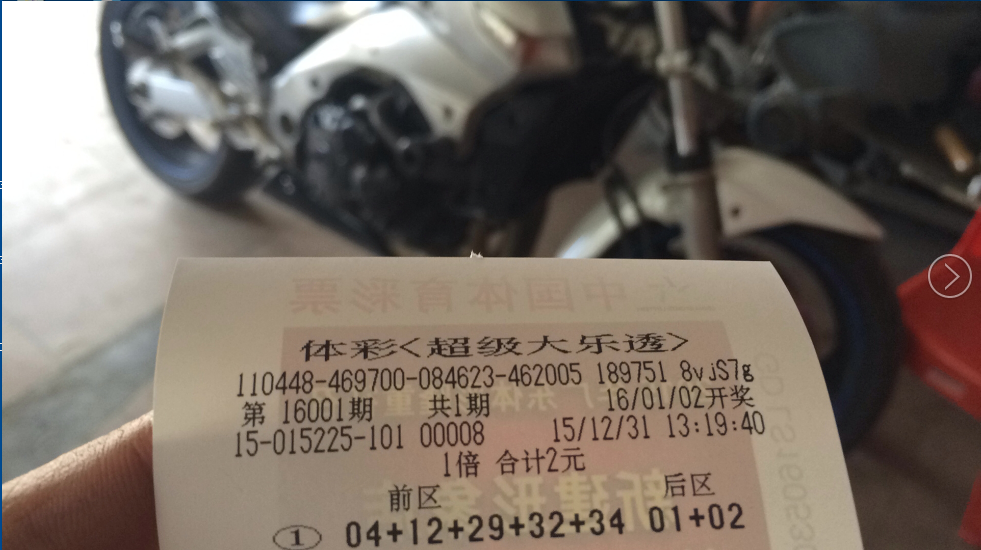 体彩<超级大乐透>
110448-469700-084623-462005 189751 8vjS7g
第 16001期 共1期 16/01/02开奖
15-015225-101 00008 15/12/31 13:19:40
1倍 合计2元
前区 后区
① 04+12+29+32+34 01+02
中国体育彩票